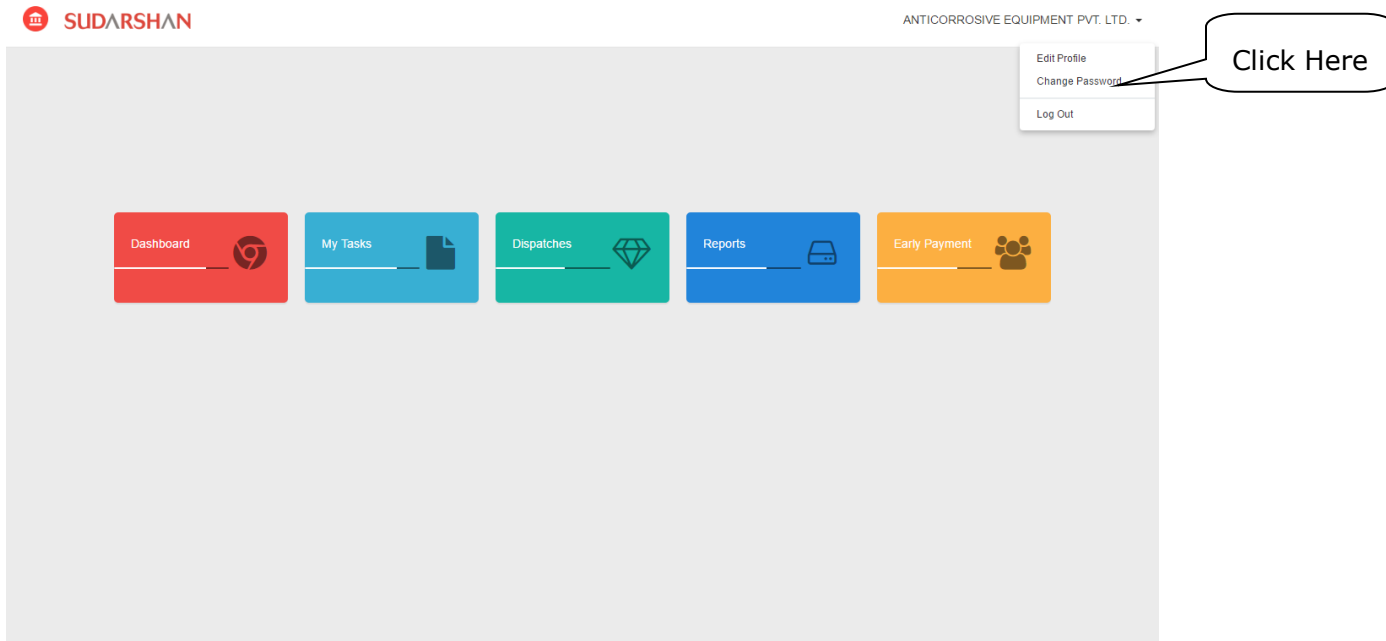 SUDARSHAN
ANTICORROSIVE EQUIPMENT PVT. LTD.
Edit Profile
Change Password
Log Out
Click Here
Dashboard
My Tasks
Dispatches
Reports
Early Payment